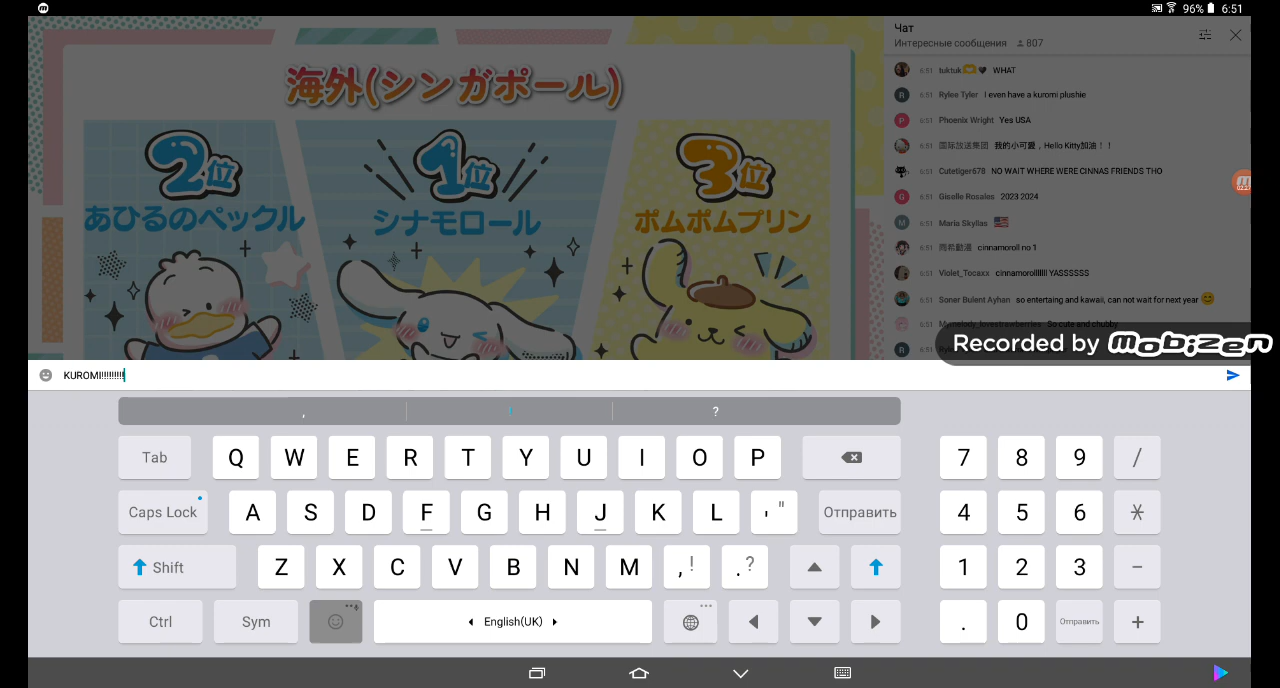 96% 6:51
海外(シンガポール)
2位
あひるのペックル
1位
シナモロール
3位
ポムポムプリン
Чат
Интересные сообщения 807
6:51 tuktuk🫶🖤 WHAT
R 6:51 Rylee Tyler I even have a kuromi plushie
P 6:51 Phoenix Wright Yes USA
6:51 国际放送集团 我的小可愛，Hello Kitty加油！！
6:51 Cutetiger678 NO WAIT WHERE WERE CINNAS FRIENDS THO
G 6:51 Giselle Rosales 2023 2024
M 6:51 Maria Skyllas 🇺🇸
6:51 cinnamoroll no 1
6:51 Violet_Tocaxx cinnamorollllll YASSSSSS
6:51 Soner Bulent Ayhan so entertaing and kawaii, can not wait for next year 😊
6:51 Mymelody_lovestrawberries So cute and chubby
R 6:51
02:27
Recorded by mobizen
KUROMI!!!!!!!!!
, ! ?
Tab Q W E R T Y U I O P 7 8 9 /
Caps Lock A S D F G H J K L ' " Отправить 4 5 6 *
Shift Z X C V B N M , ! . ? 1 2 3 −
Ctrl Sym English(UK) . 0 Отправить +